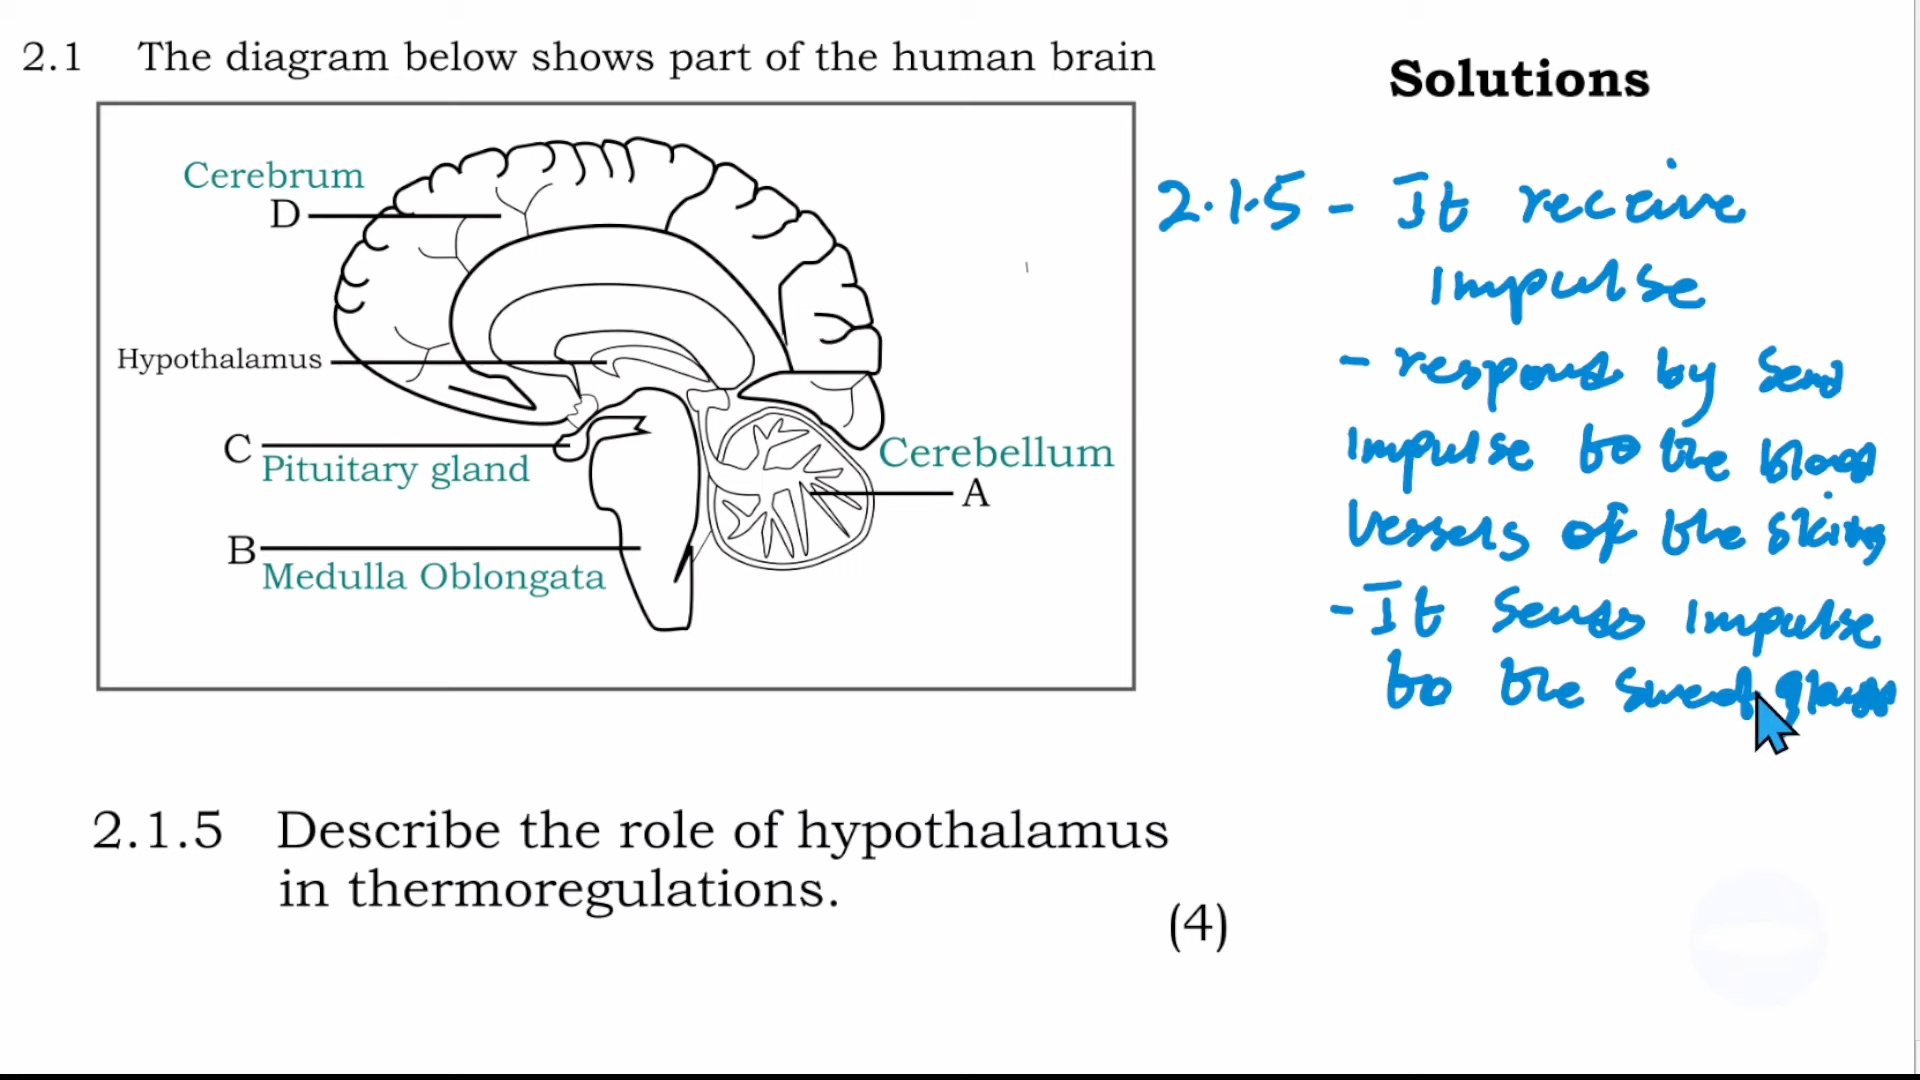 2.1 The diagram below shows part of the human brain
Cerebrum
D
Hypothalamus
C
Pituitary gland
B
Medulla Oblongata
Cerebellum
A
2.1.5 Describe the role of hypothalamus
in thermoregulations.
(4)
Solutions
2.1.5 - It receive
impulse
- respond by send
impulse to the blood
vessels of the
- It sends impulse
to the sweat glands